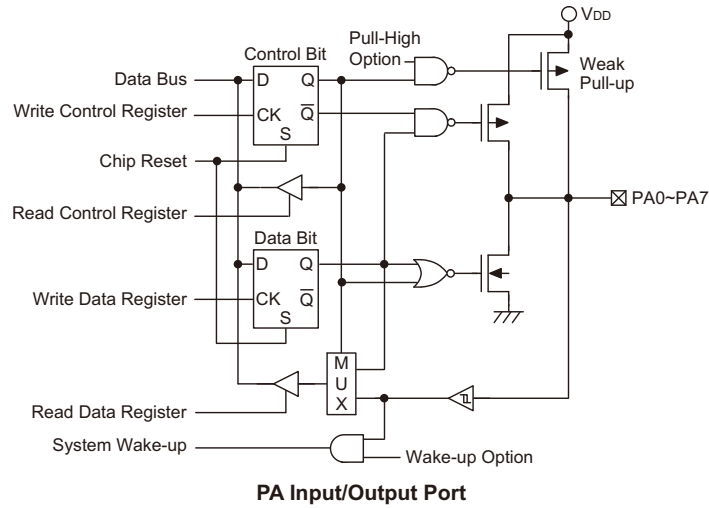 VDD
Pull-High
Option
Control Bit
Weak
Pull-up
Data Bus
D
Q
Write Control Register
CK
Q
S
Chip Reset
Read Control Register
PA0~PA7
Data Bit
D
Q
Write Data Register
CK
Q
S
M
U
X
Read Data Register
System Wake-up
Wake-up Option
PA Input/Output Port